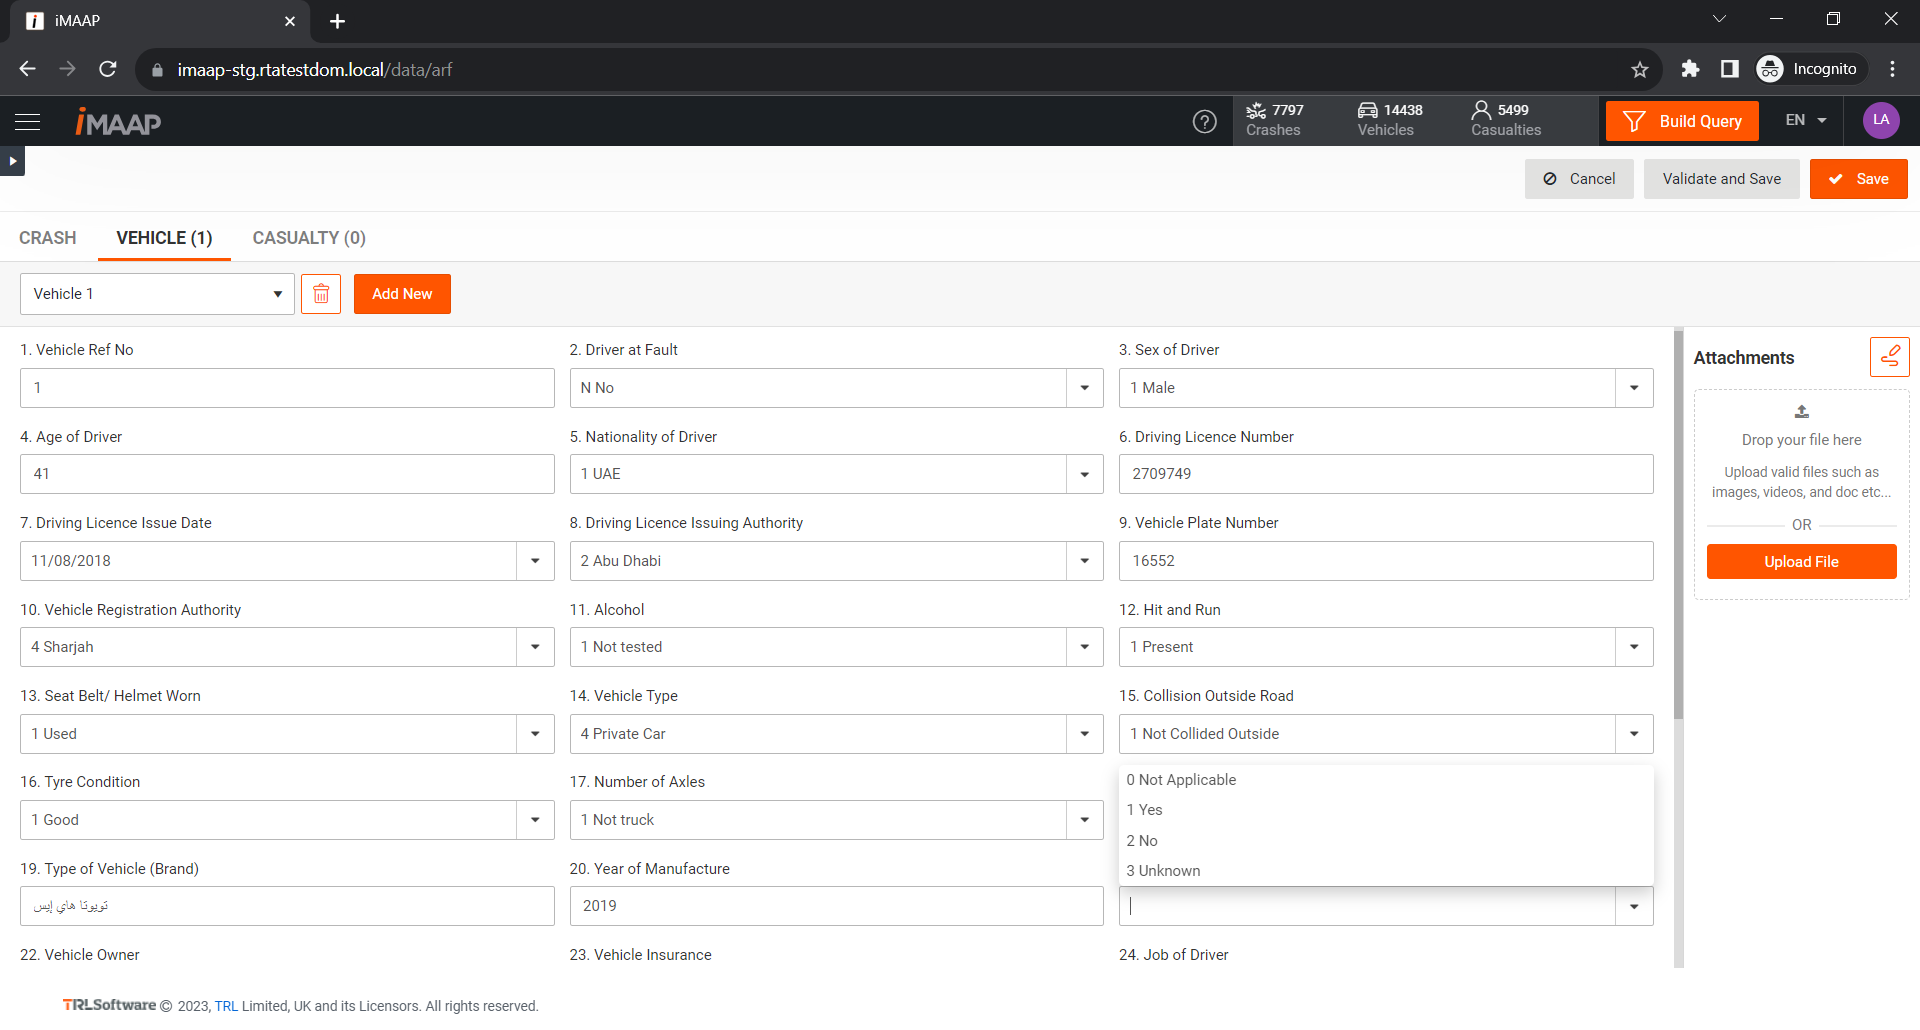 iMAAP
imaap-stg.rtatestdom.local/data/arf
Incognito
iMAAP
7797
Crashes
14438
Vehicles
5499
Casualties
Build Query
EN
LA
Cancel
Validate and Save
Save
CRASH
VEHICLE (1)
CASUALTY (0)
Vehicle 1
Add New
1. Vehicle Ref No
2. Driver at Fault
3. Sex of Driver
1
N No
1 Male
4. Age of Driver
5. Nationality of Driver
6. Driving Licence Number
41
1 UAE
2709749
7. Driving Licence Issue Date
8. Driving Licence Issuing Authority
9. Vehicle Plate Number
11/08/2018
2 Abu Dhabi
16552
10. Vehicle Registration Authority
11. Alcohol
12. Hit and Run
4 Sharjah
1 Not tested
1 Present
13. Seat Belt/ Helmet Worn
14. Vehicle Type
15. Collision Outside Road
1 Used
4 Private Car
1 Not Collided Outside
16. Tyre Condition
17. Number of Axles
1 Good
1 Not truck
0 Not Applicable
1 Yes
2 No
3 Unknown
19. Type of Vehicle (Brand)
20. Year of Manufacture
تويوتا هاي إيس
2019
22. Vehicle Owner
23. Vehicle Insurance
24. Job of Driver
Attachments
Drop your file here
Upload valid files such as
images, videos, and doc etc...
OR
Upload File
TRLSoftware © 2023, TRL Limited, UK and its Licensors. All rights reserved.